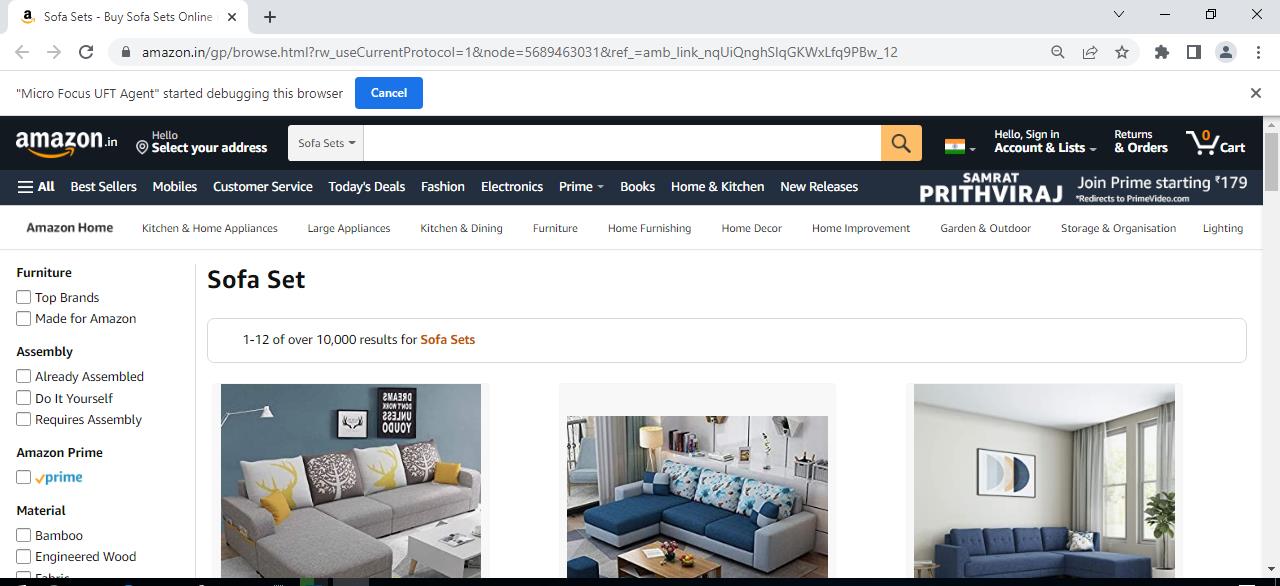 Sofa Sets - Buy Sofa Sets Online
amazon.in/gp/browse.html?rw_useCurrentProtocol=1&node=5689463031&ref_=amb_link_nqUiQnghSlqGKWxLfq9PBw_12
"Micro Focus UFT Agent" started debugging this browser Cancel
amazon.in
Hello
Select your address
Sofa Sets
Hello, Sign in
Account & Lists
Returns
& Orders
0
Cart
All Best Sellers Mobiles Customer Service Today's Deals Fashion Electronics Prime Books Home & Kitchen New Releases
SAMRAT
PRITHVIRAJ
Join Prime starting ₹179
*Redirects to PrimeVideo.com
Amazon Home Kitchen & Home Appliances Large Appliances Kitchen & Dining Furniture Home Furnishing Home Decor Home Improvement Garden & Outdoor Storage & Organisation Lighting
Furniture
Top Brands
Made for Amazon
Assembly
Already Assembled
Do It Yourself
Requires Assembly
Amazon Prime
prime
Material
Bamboo
Engineered Wood
Fabric
Sofa Set
1-12 of over 10,000 results for Sofa Sets
DREAMS
DON'T
WORK
UNLESS
YOU DO